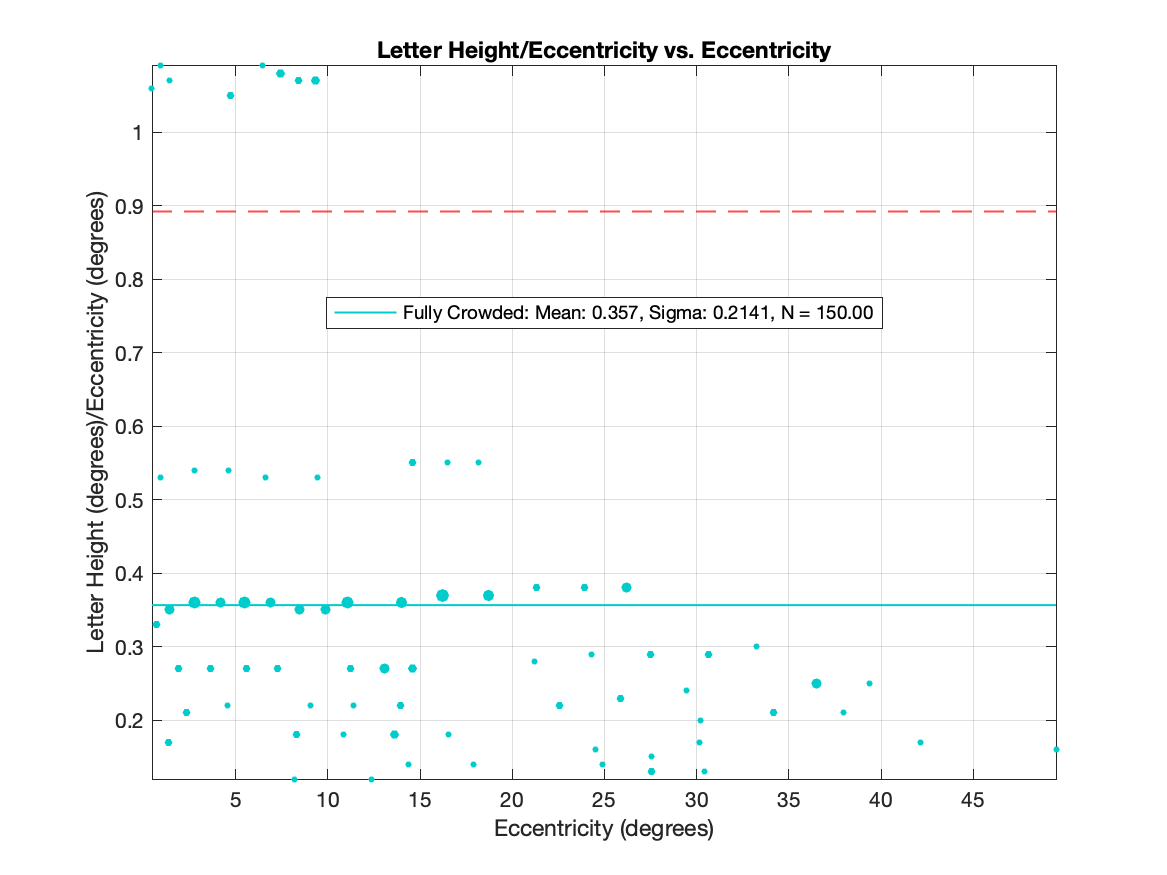 Letter Height/Eccentricity vs. Eccentricity
Letter Height (degrees)/Eccentricity (degrees)
1
0.9
0.8
0.7
0.6
0.5
0.4
0.3
0.2
Fully Crowded: Mean: 0.357, Sigma: 0.2141, N = 150.00
5 10 15 20 25 30 35 40 45
Eccentricity (degrees)